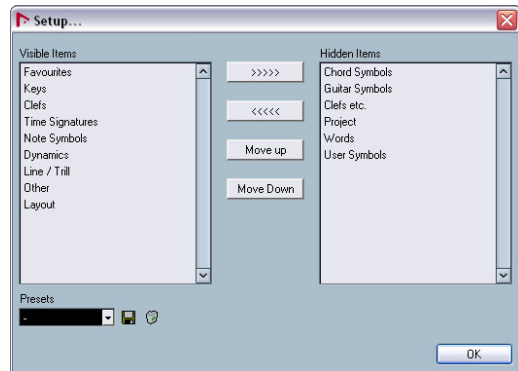 Setup...
Visible Items
Favourites
Keys
Clefs
Time Signatures
Note Symbols
Dynamics
Line / Trill
Other
Layout
>>>>>
<<<<<
Move up
Move Down
Hidden Items
Chord Symbols
Guitar Symbols
Clefs etc.
Project
Words
User Symbols
Presets
-
OK